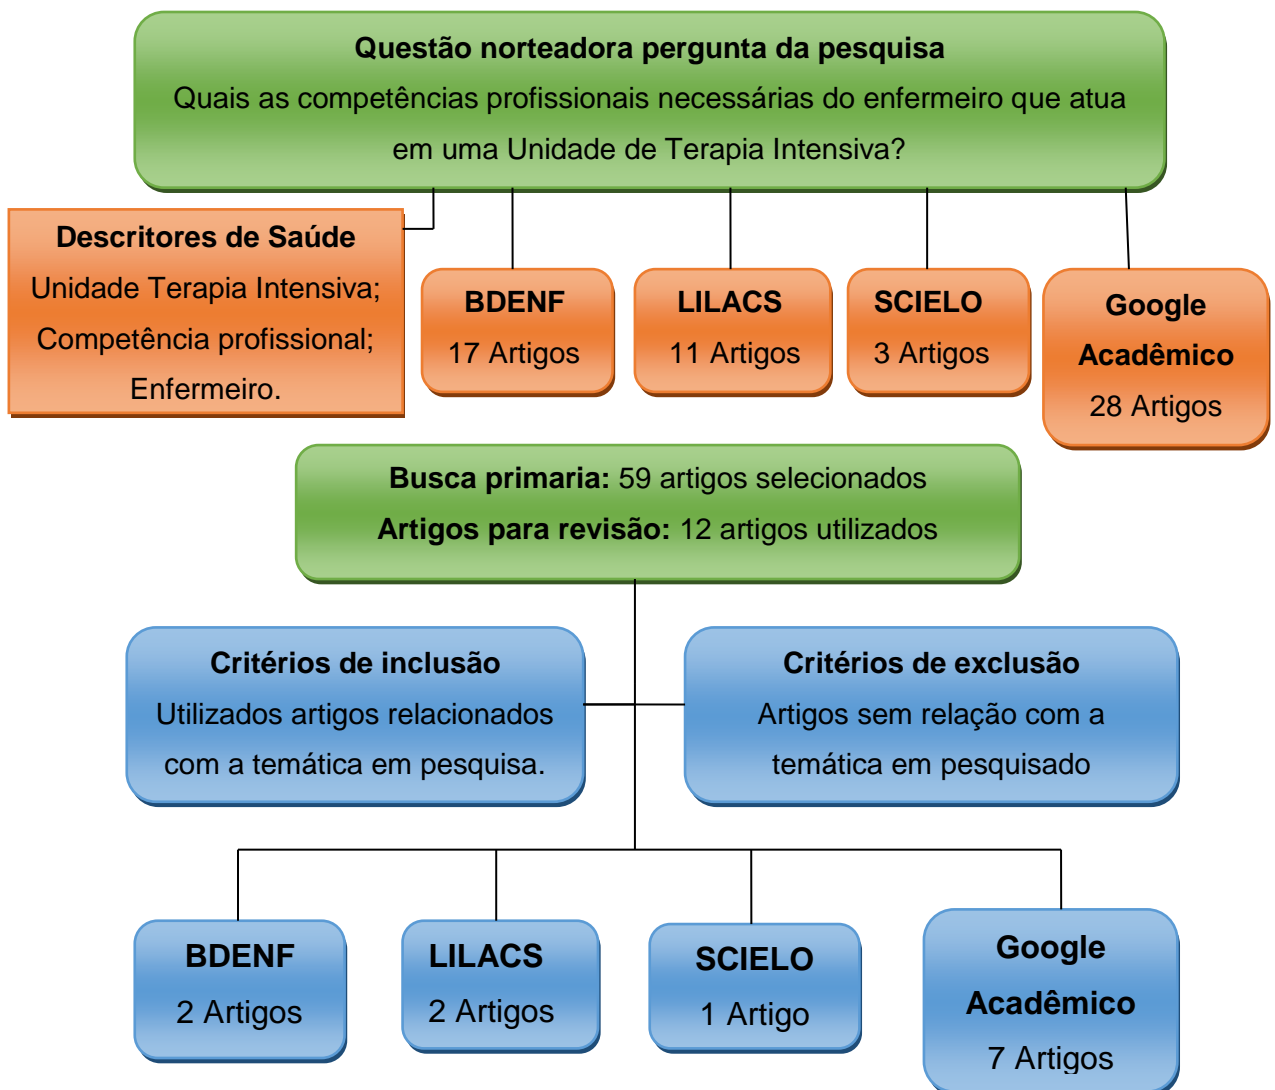 Questão norteadora pergunta da pesquisa
Quais as competências profissionais necessárias do enfermeiro que atua
em uma Unidade de Terapia Intensiva?
Descritores de Saúde
Unidade Terapia Intensiva;
Competência profissional;
Enfermeiro.
BDENF
17 Artigos
LILACS
11 Artigos
SCIELO
3 Artigos
Google
Acadêmico
28 Artigos
Busca primaria: 59 artigos selecionados
Artigos para revisão: 12 artigos utilizados
Critérios de inclusão
Utilizados artigos relacionados
com a temática em pesquisa.
Critérios de exclusão
Artigos sem relação com a
temática em pesquisado
BDENF
2 Artigos
LILACS
2 Artigos
SCIELO
1 Artigo
Google
Acadêmico
7 Artigos